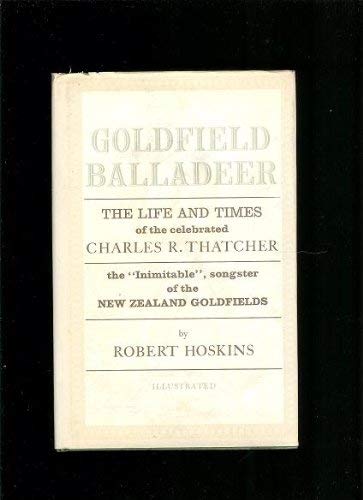 GOLDFIELD
BALLADEER
THE LIFE AND TIMES
of the celebrated
CHARLES R. THATCHER
the "Inimitable", songster
of the
NEW ZEALAND GOLDFIELDS
by
ROBERT HOSKINS
ILLUSTRATED